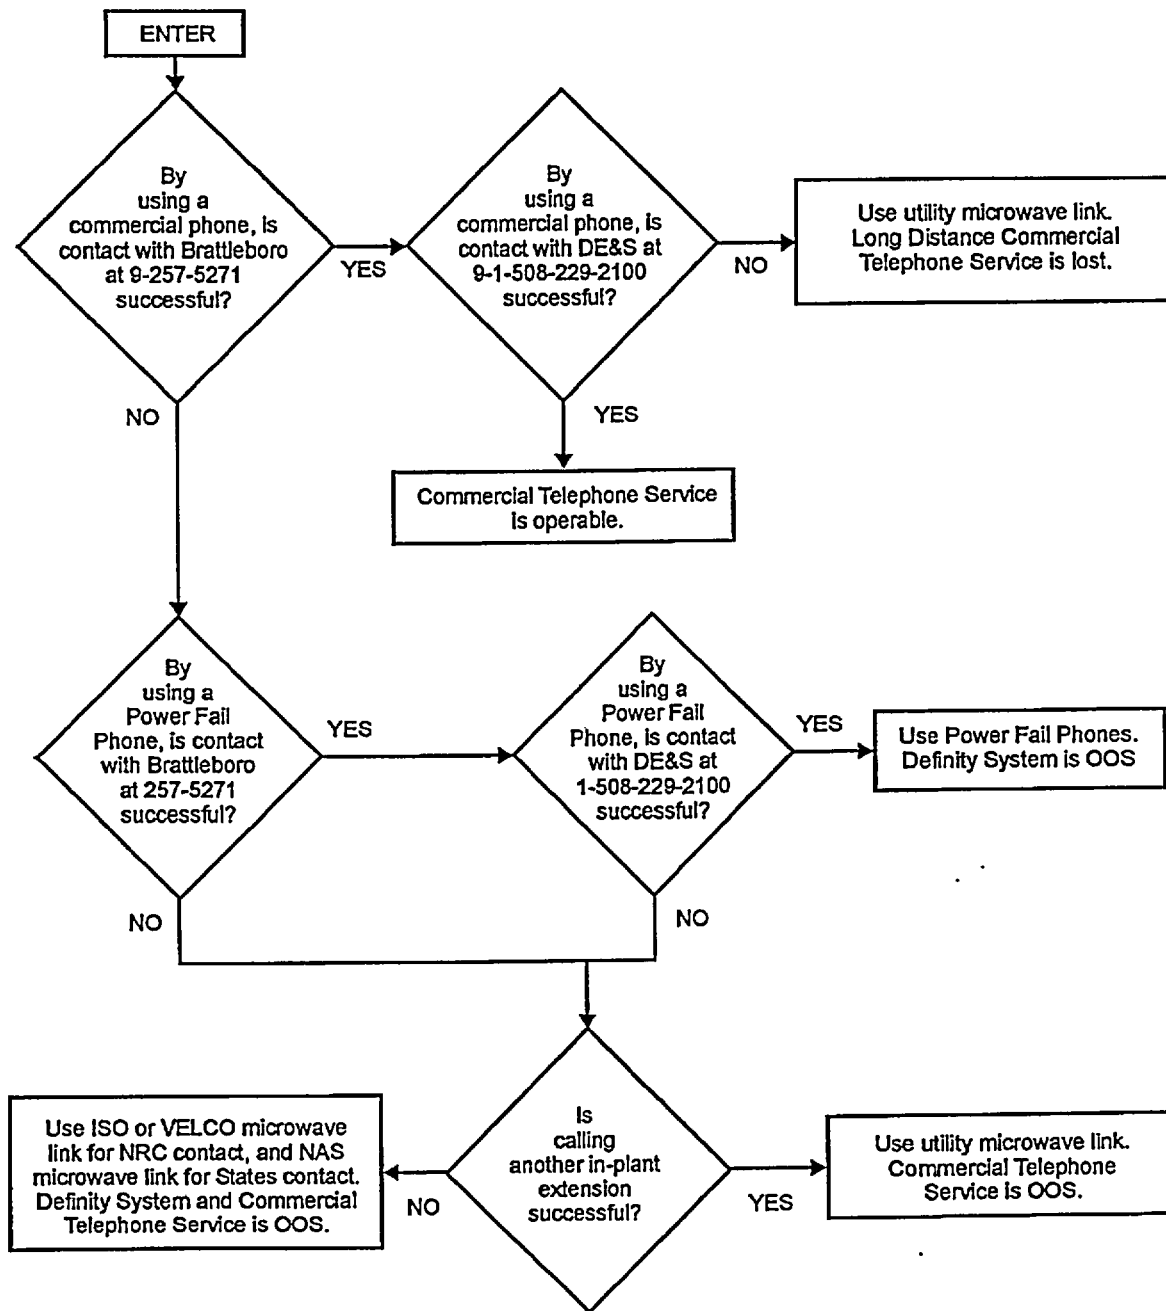 ENTER
By
using a
commercial phone, is
contact with Brattleboro
at 9-257-5271
successful?
YES
By
using a
commercial phone, is
contact with DE&S at
9-1-508-229-2100
successful?
NO
Use utility microwave link.
Long Distance Commercial
Telephone Service is lost.
NO
YES
Commercial Telephone Service
is operable.
By
using a
Power Fail
Phone, is contact
with Brattleboro
at 257-5271
successful?
YES
By
using a
Power Fail
Phone, is contact
with DE&S at
1-508-229-2100
successful?
YES
Use Power Fail Phones.
Definity System is OOS
NO
NO
Use ISO or VELCO microwave
link for NRC contact, and NAS
microwave link for States contact.
Definity System and Commercial
Telephone Service is OOS.
NO
Is
calling
another in-plant
extension
successful?
YES
Use utility microwave link.
Commercial Telephone
Service is OOS.